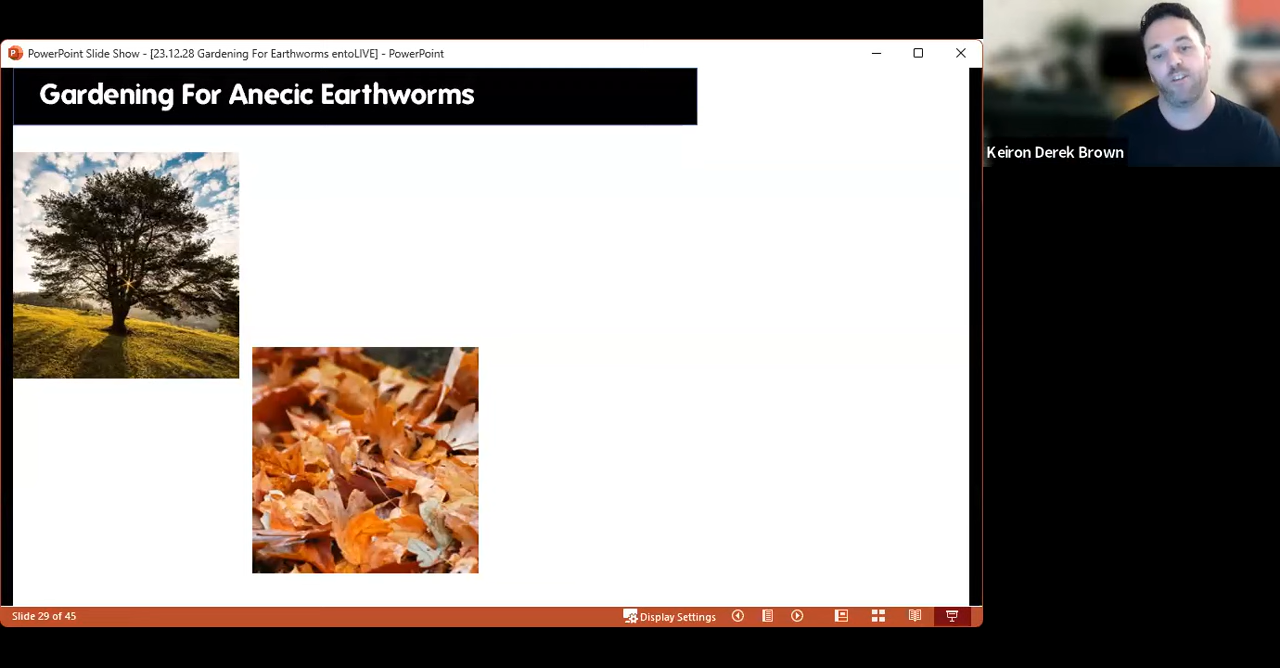 PowerPoint Slide Show - [23.12.28 Gardening For Earthworms entoLIVE] - PowerPoint
Gardening For Anecic Earthworms
Keiron Derek Brown
Slide 29 of 45
Display Settings